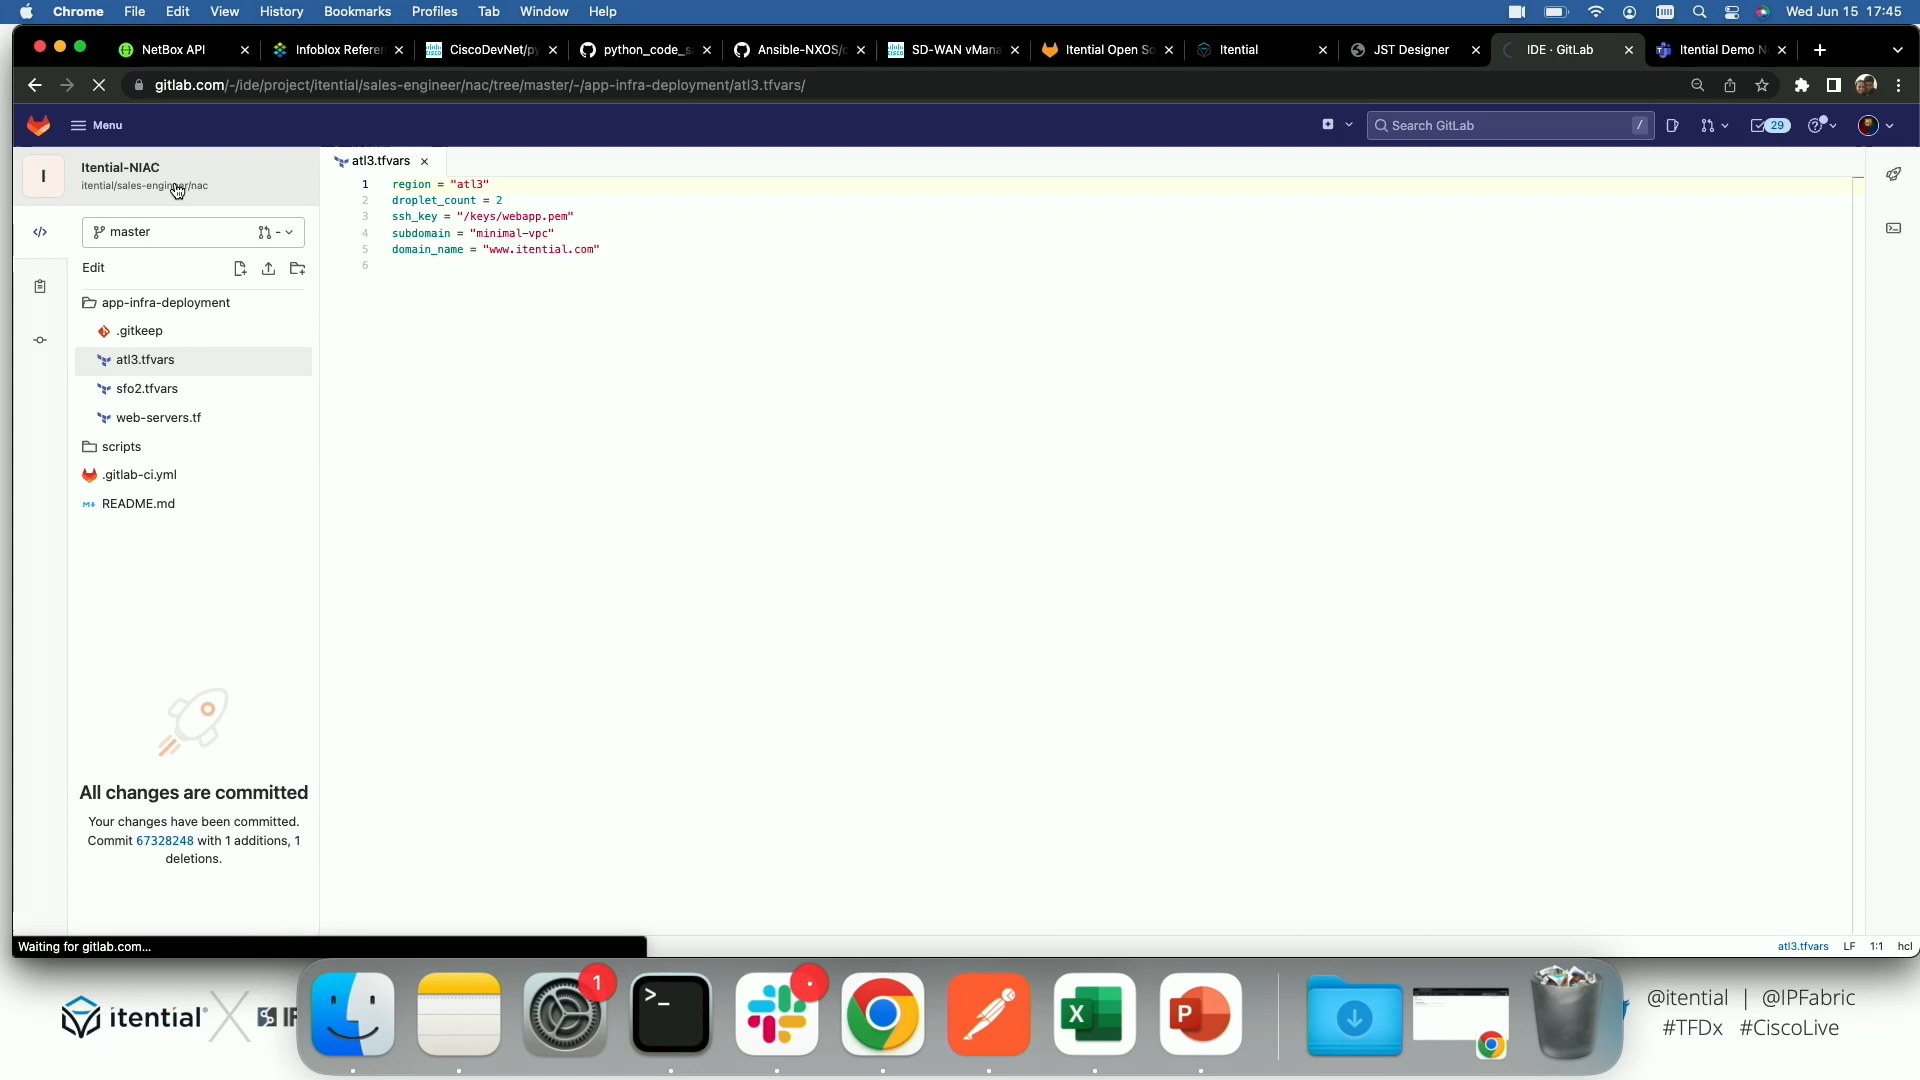 Chrome File Edit View History Bookmarks Profiles Tab Window Help Wed Jun 15 17:45
NetBox API Infoblox Referen CiscoDevNet/py python_code_s Ansible-NXOS/c SD-WAN vMana Itential Open So Itential JST Designer IDE · GitLab Itential Demo N
gitlab.com/-/ide/project/itential/sales-engineer/nac/tree/master/-/app-infra-deployment/atl3.tfvars/
Menu Search GitLab / 29
I Itential-NIAC
itential/sales-engineer/nac
master -
Edit
app-infra-deployment
.gitkeep
atl3.tfvars
sfo2.tfvars
web-servers.tf
scripts
.gitlab-ci.yml
README.md
All changes are committed
Your changes have been committed.
Commit 67328248 with 1 additions, 1
deletions.
atl3.tfvars
1 region = "atl3"
2 droplet_count = 2
3 ssh_key = "/keys/webapp.pem"
4 subdomain = "minimal-vpc"
5 domain_name = "www.itential.com"
6
Waiting for gitlab.com...
atl3.tfvars LF 1:1 hcl
itential IF
1
>_
X
P
@itential | @IPFabric
#TFDx #CiscoLive